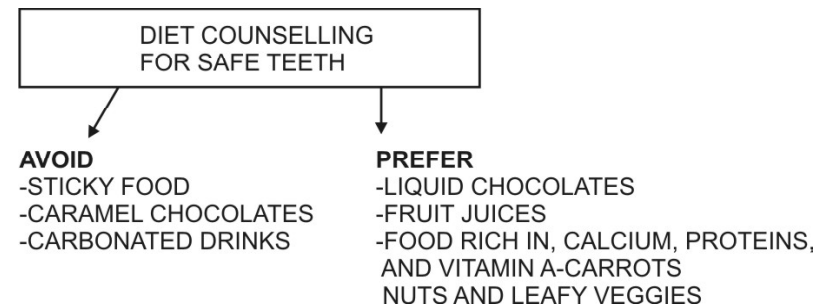 DIET COUNSELLING
FOR SAFE TEETH
AVOID
-STICKY FOOD
-CARAMEL CHOCOLATES
-CARBONATED DRINKS
PREFER
-LIQUID CHOCOLATES
-FRUIT JUICES
-FOOD RICH IN, CALCIUM, PROTEINS,
AND VITAMIN A-CARROTS
NUTS AND LEAFY VEGGIES